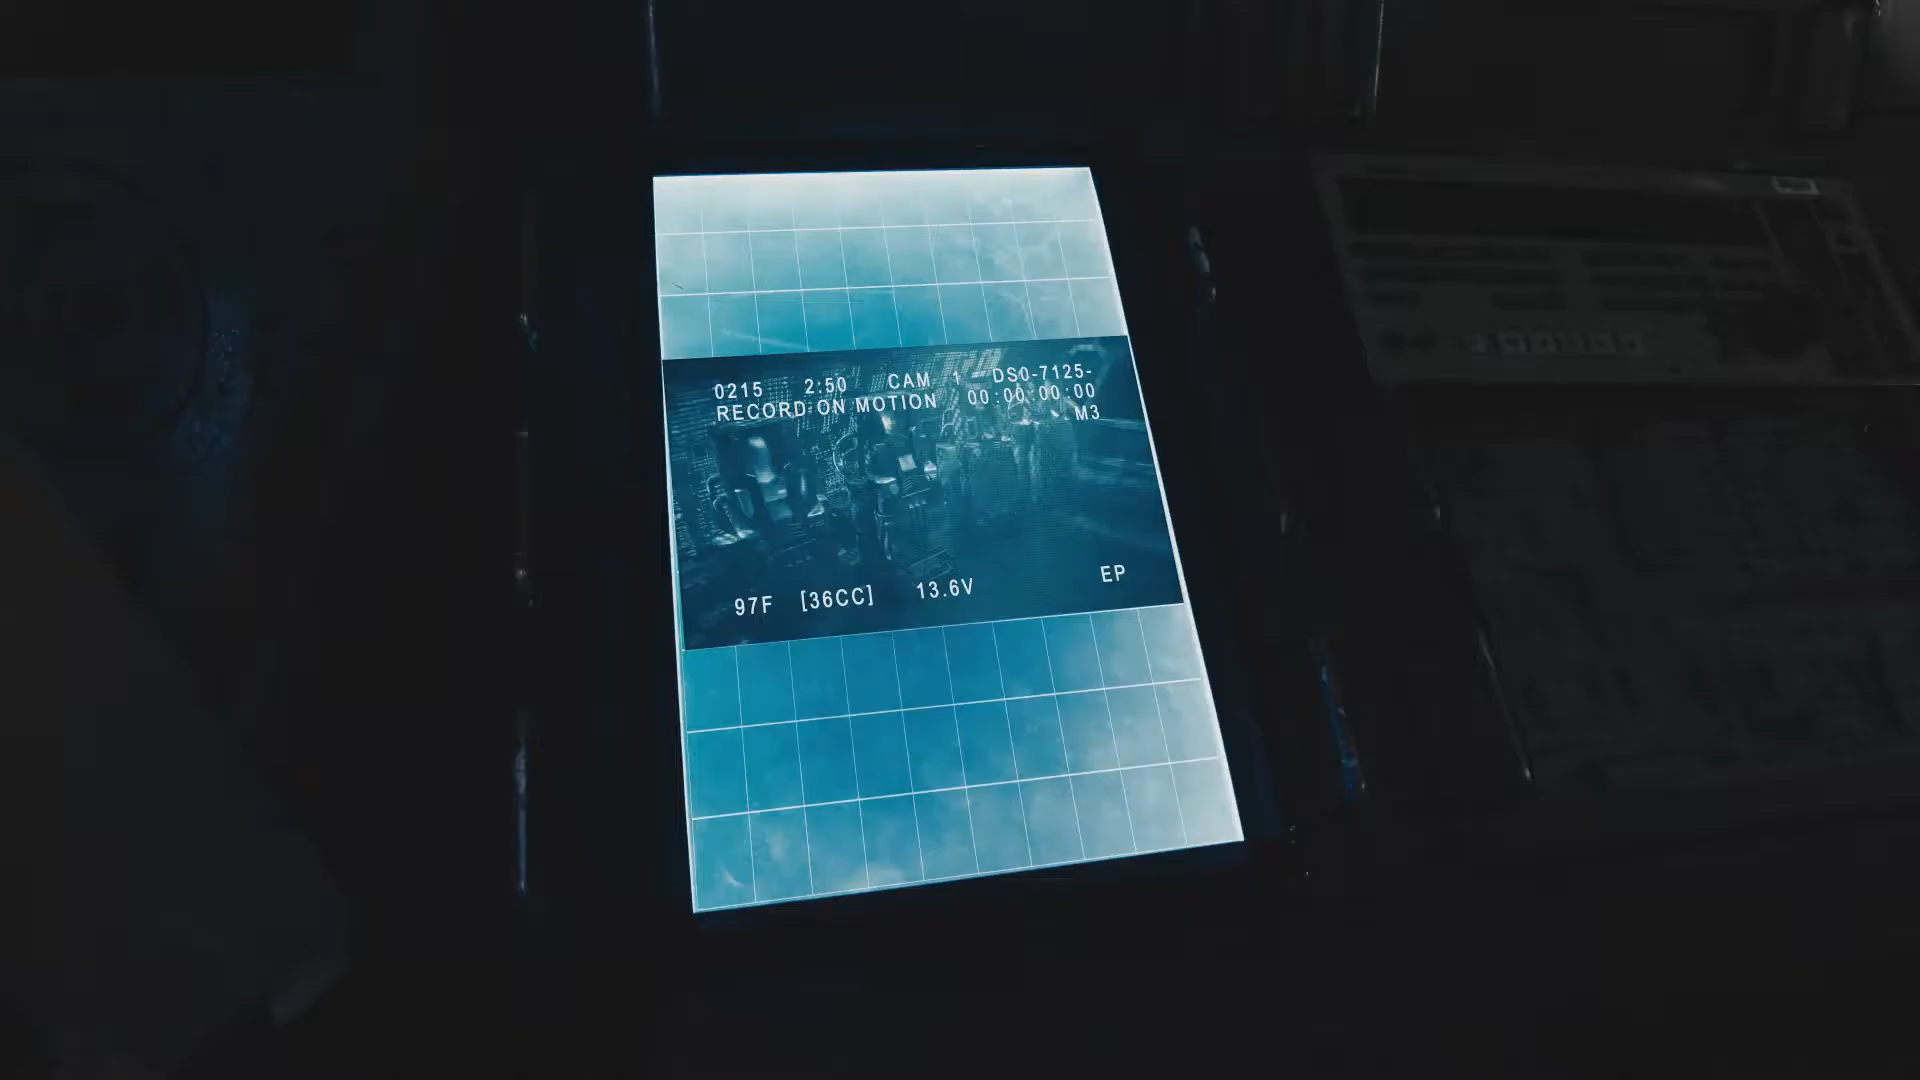 0215 2:50 CAM 1 - DS0-7125-
RECORD ON MOTION 00:00:00:00
M3
97F [36CC] 13.6V EP